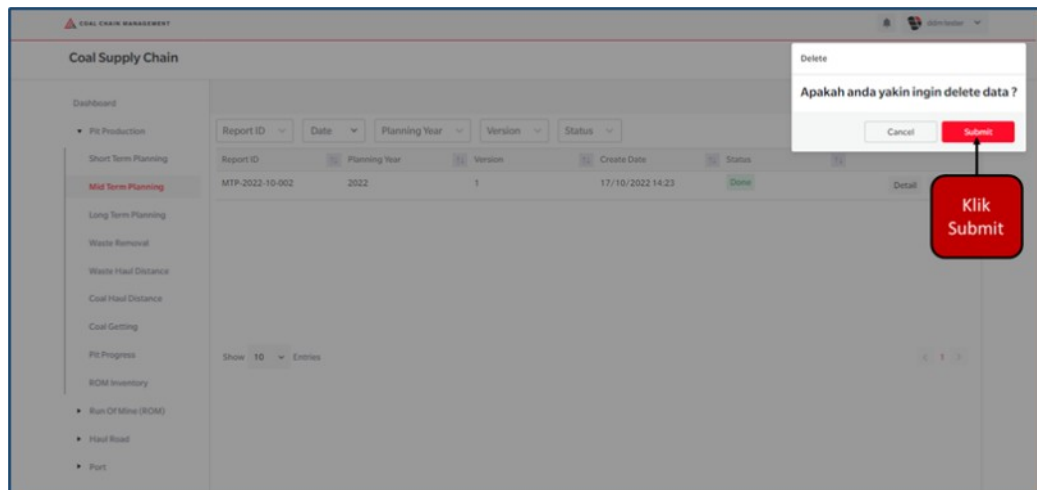 COAL CHAIN MANAGEMENT
ddm tester
Coal Supply Chain
Delete
Apakah anda yakin ingin delete data ?
Cancel
Submit
Klik
Submit
Dashboard
Pit Production
Short Term Planning
Mid Term Planning
Long Term Planning
Waste Removal
Waste Haul Distance
Coal Haul Distance
Coal Getting
Pit Progress
ROM Inventory
Run Of Mine (ROM)
Haul Road
Port
Report ID Date Planning Year Version Status
Report ID Planning Year Version Create Date Status
MTP-2022-10-002 2022 1 17/10/2022 14:23 Done Detail
Show 10 Entries
< 1 >